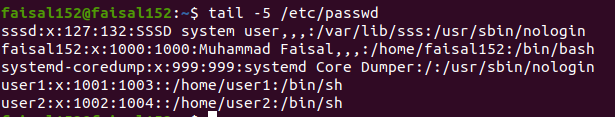 faisal152@faisal152:~$ tail -5 /etc/passwd
sssd:x:127:132:SSSD system user,,,:/var/lib/sss:/usr/sbin/nologin
faisal152:x:1000:1000:Muhammad Faisal,,,:/home/faisal152:/bin/bash
systemd-coredump:x:999:999:systemd Core Dumper:/:/usr/sbin/nologin
user1:x:1001:1003::/home/user1:/bin/sh
user2:x:1002:1004::/home/user2:/bin/sh